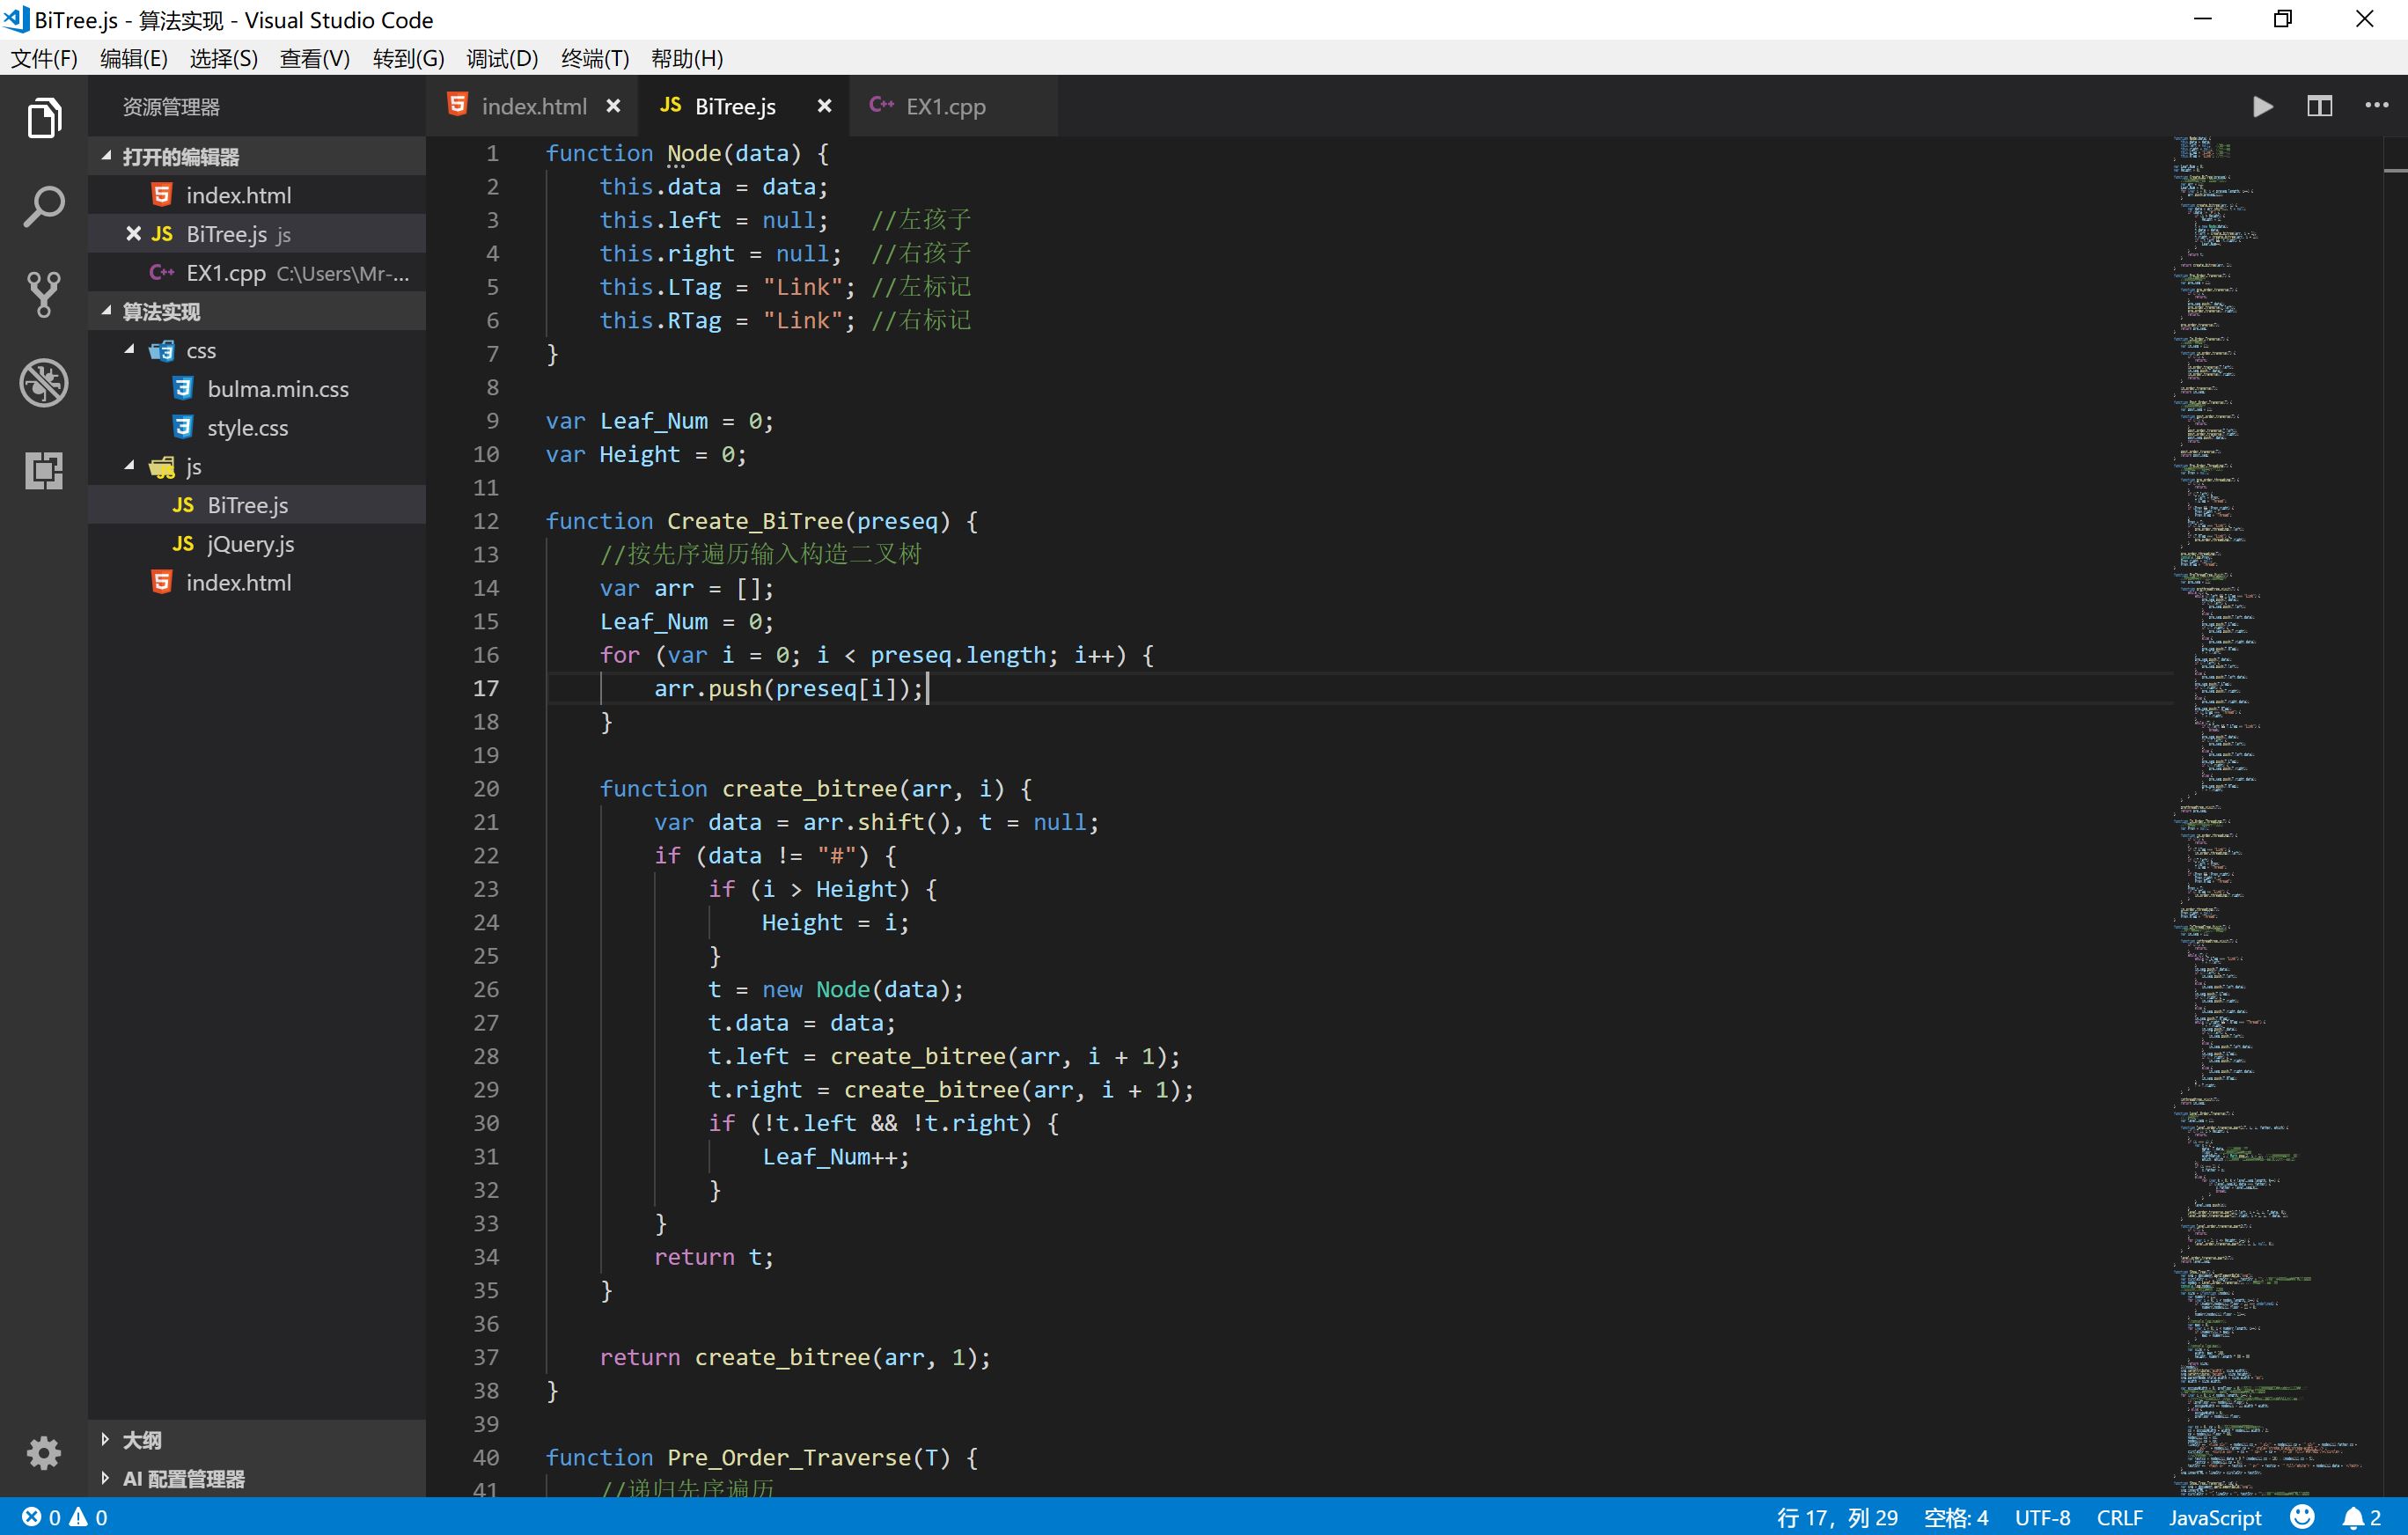 BiTree.js - 算法实现 - Visual Studio Code
文件(F) 编辑(E) 选择(S) 查看(V) 转到(G) 调试(D) 终端(T) 帮助(H)
资源管理器
打开的编辑器
index.html
BiTree.js js
EX1.cpp C:\Users\Mr-...
算法实现
css
bulma.min.css
style.css
js
BiTree.js
jQuery.js
index.html
大纲
AI 配置管理器
index.html BiTree.js EX1.cpp
1 function Node(data) {
2 this.data = data;
3 this.left = null; //左孩子
4 this.right = null; //右孩子
5 this.LTag = "Link"; //左标记
6 this.RTag = "Link"; //右标记
7 }
8
9 var Leaf_Num = 0;
10 var Height = 0;
11
12 function Create_BiTree(preseq) {
13 //按先序遍历输入构造二叉树
14 var arr = [];
15 Leaf_Num = 0;
16 for (var i = 0; i < preseq.length; i++) {
17 arr.push(preseq[i]);
18 }
19
20 function create_bitree(arr, i) {
21 var data = arr.shift(), t = null;
22 if (data != "#") {
23 if (i > Height) {
24 Height = i;
25 }
26 t = new Node(data);
27 t.data = data;
28 t.left = create_bitree(arr, i + 1);
29 t.right = create_bitree(arr, i + 1);
30 if (!t.left && !t.right) {
31 Leaf_Num++;
32 }
33 }
34 return t;
35 }
36
37 return create_bitree(arr, 1);
38 }
39
40 function Pre_Order_Traverse(T) {
41 //递归先序遍历
0 0 行 17，列 29 空格: 4 UTF-8 CRLF JavaScript 2